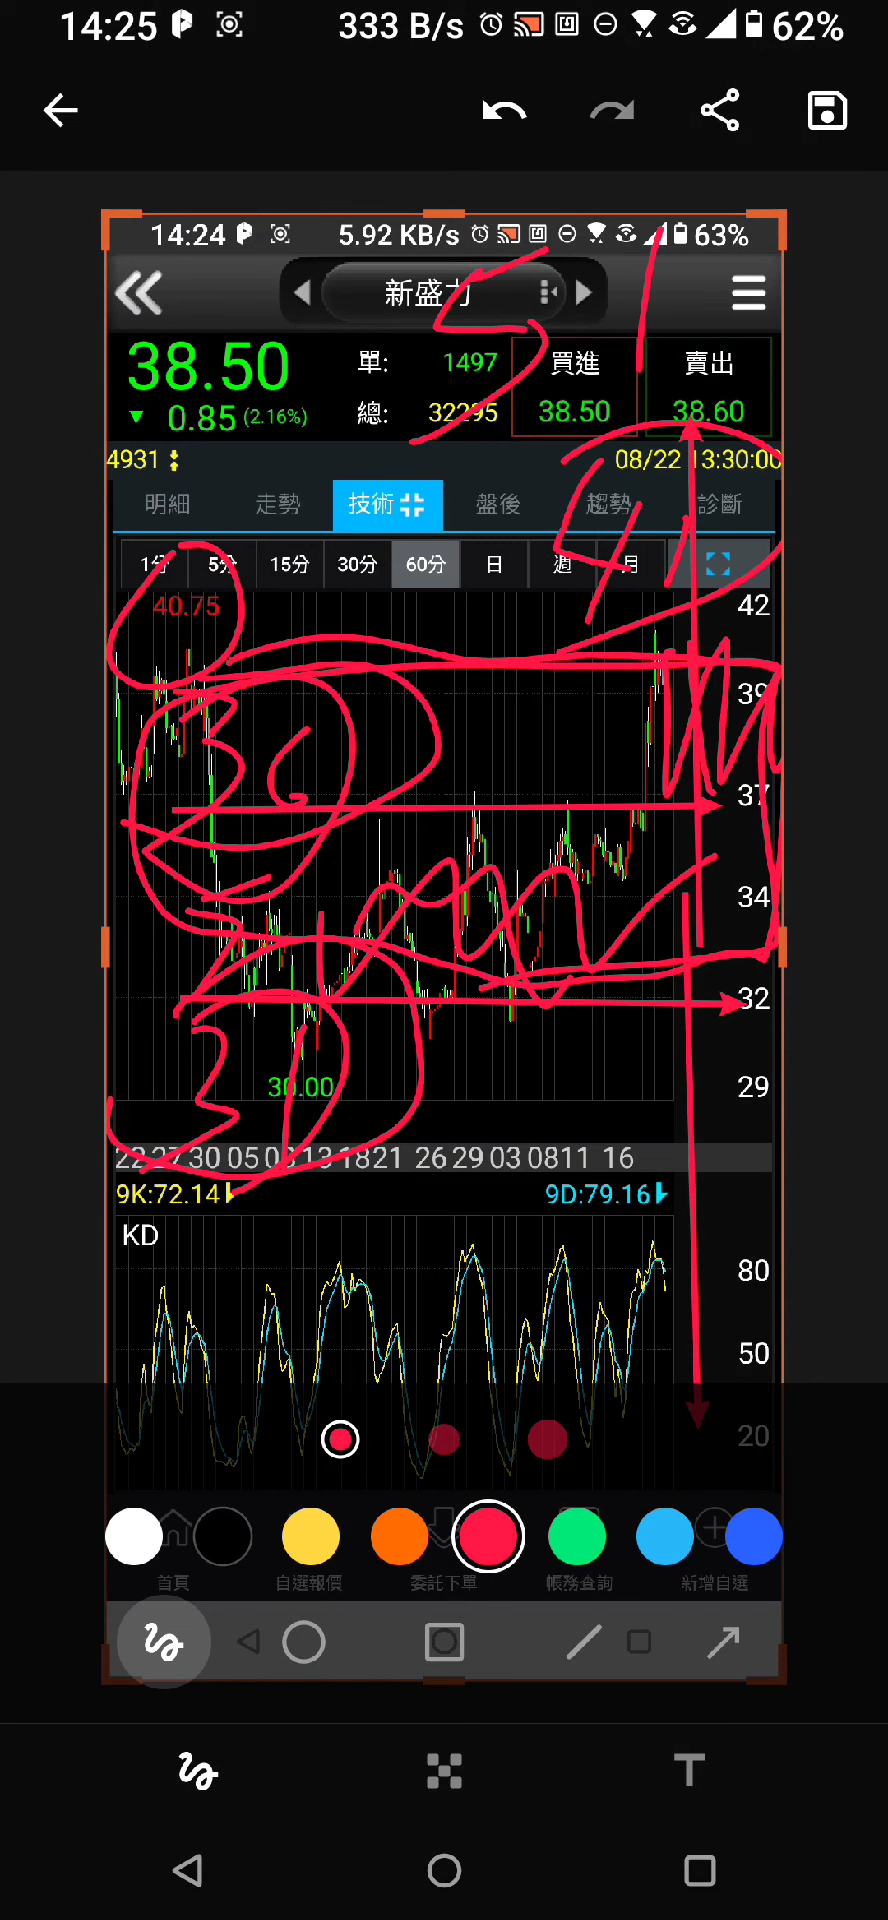 14:25 333 B/s 62%
14:24 5.92 KB/s 63%
新盛力
38.50 單: 1497 買進 賣出
0.85 (2.16%) 總: 32295 38.50 38.60
4931 08/22 13:30:00
明細 走勢 技術 盤後 趨勢 診斷
1分 5分 15分 30分 60分 日 週 月
40.75 42
39
37
34
32
30.00 29
22 27 30 05 08 13 18 21 26 29 03 08 11 16
9K:72.14 9D:79.16
KD
80
50
20
首頁 自選報價 委託下單 帳務查詢 新增自選
T